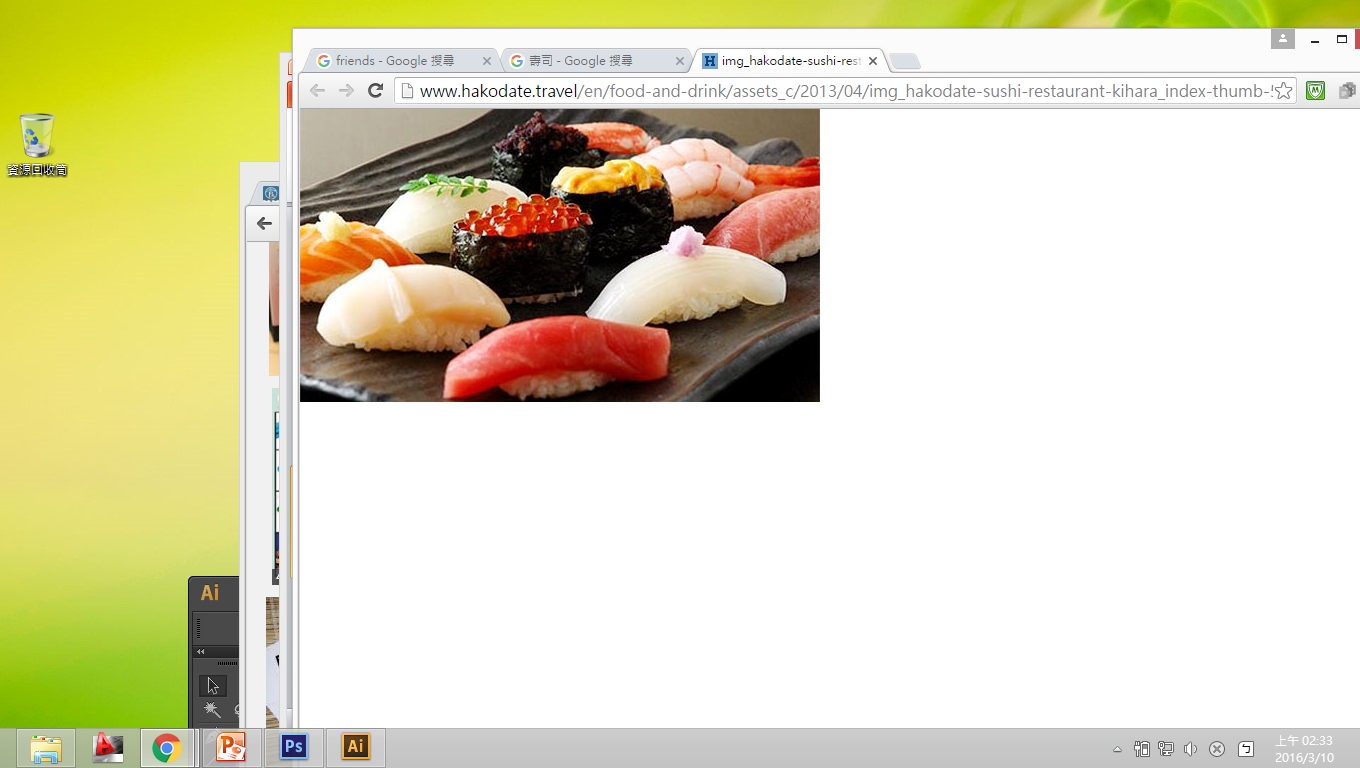 friends - Google 搜尋
壽司 - Google 搜尋
img_hakodate-sushi-rest
www.hakodate.travel/en/food-and-drink/assets_c/2013/04/img_hakodate-sushi-restaurant-kihara_index-thumb-
資源回收筒
Ai
Ps
Ai
上午 02:33
2016/3/10